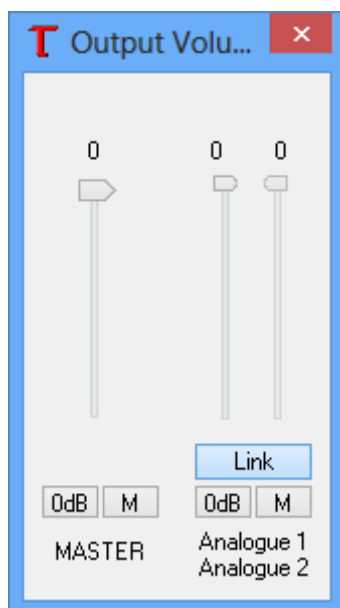 Output Volu...
0 0 0
Link
0dB M 0dB M
MASTER
Analogue 1
Analogue 2